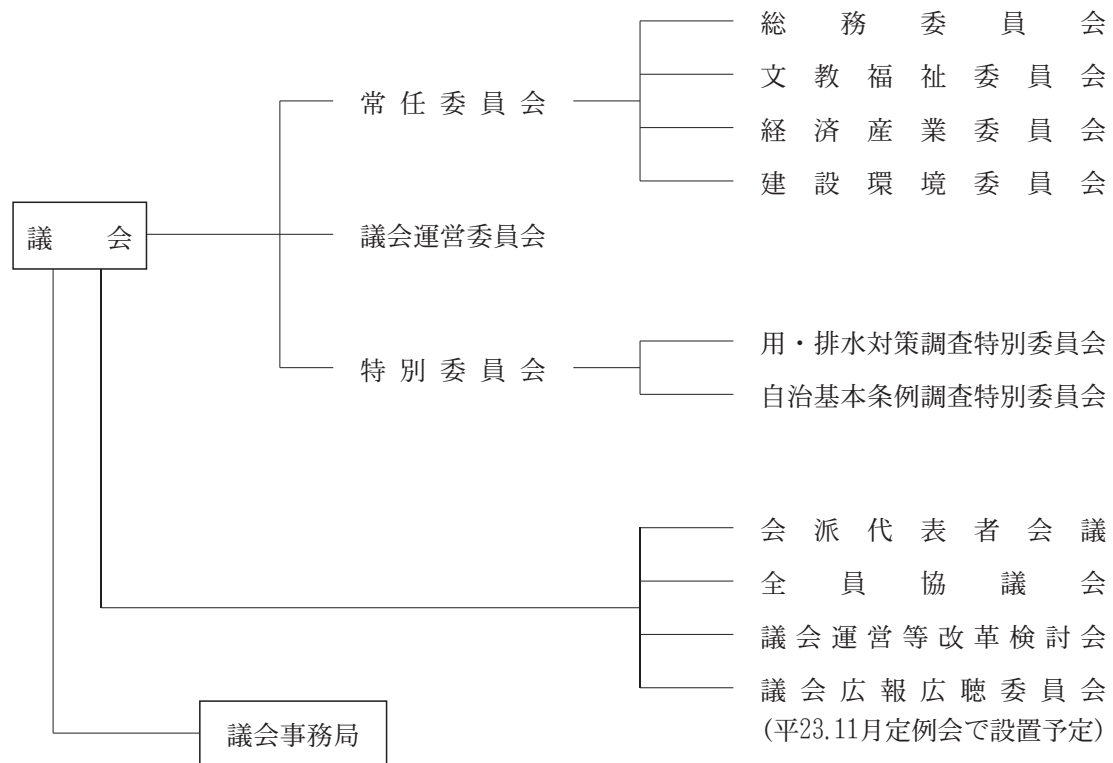 総務委員会
文教福祉委員会
常任委員会
経済産業委員会
建設環境委員会
議会
議会運営委員会
用・排水対策調査特別委員会
特別委員会
自治基本条例調査特別委員会
会派代表者会議
全員協議会
議会運営等改革検討会
議会広報広聴委員会
(平23.11月定例会で設置予定)
議会事務局